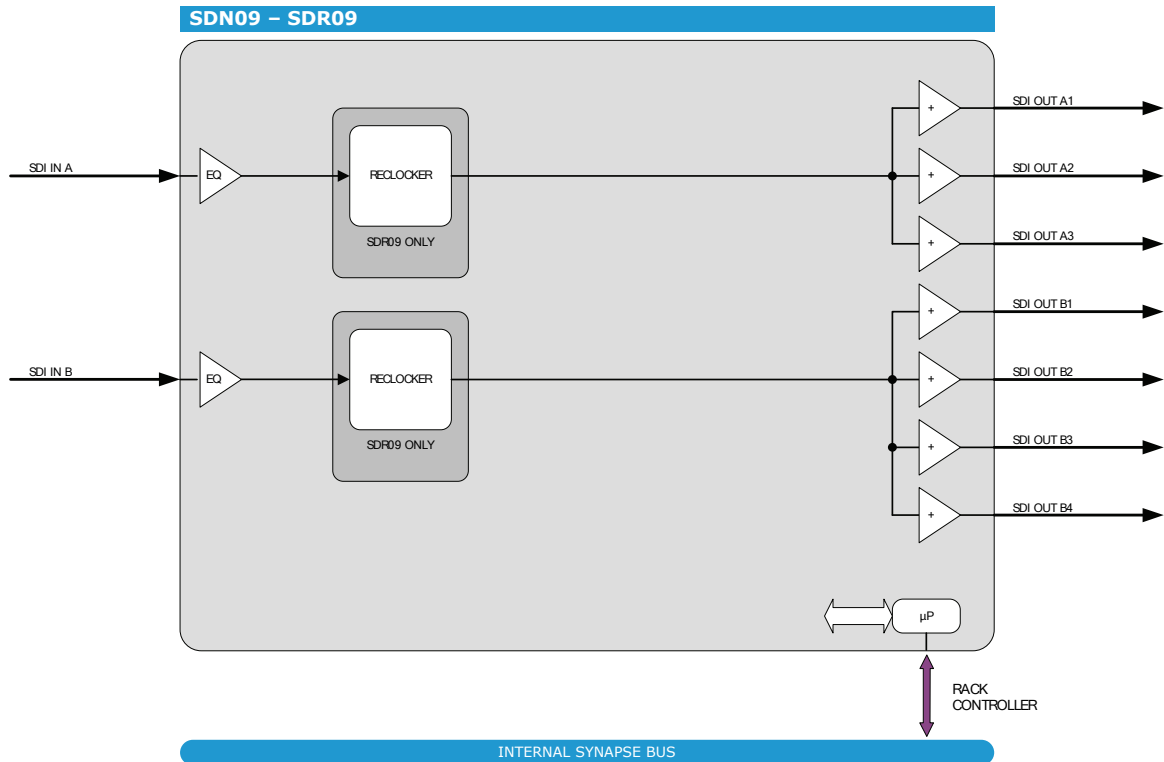 SDN09 – SDR09
SDI OUT A1
SDI IN A
EQ
RECLOCKER
SDR09 ONLY
+
+
SDI OUT A2
+
SDI OUT A3
+
SDI OUT B1
SDI IN B
EQ
RECLOCKER
SDR09 ONLY
+
SDI OUT B2
+
SDI OUT B3
+
SDI OUT B4
µP
RACK
CONTROLLER
INTERNAL SYNAPSE BUS